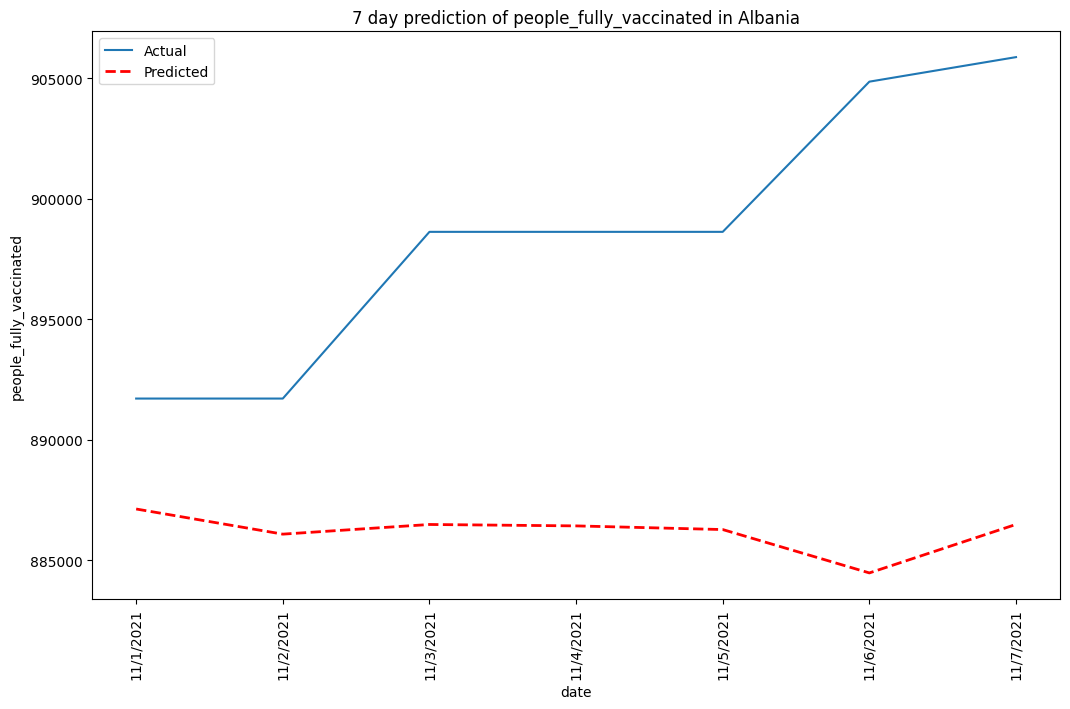 7 day prediction of people_fully_vaccinated in Albania
Actual
Predicted
people_fully_vaccinated
905000
900000
895000
890000
885000
11/1/2021
11/2/2021
11/3/2021
11/4/2021
11/5/2021
11/6/2021
11/7/2021
date